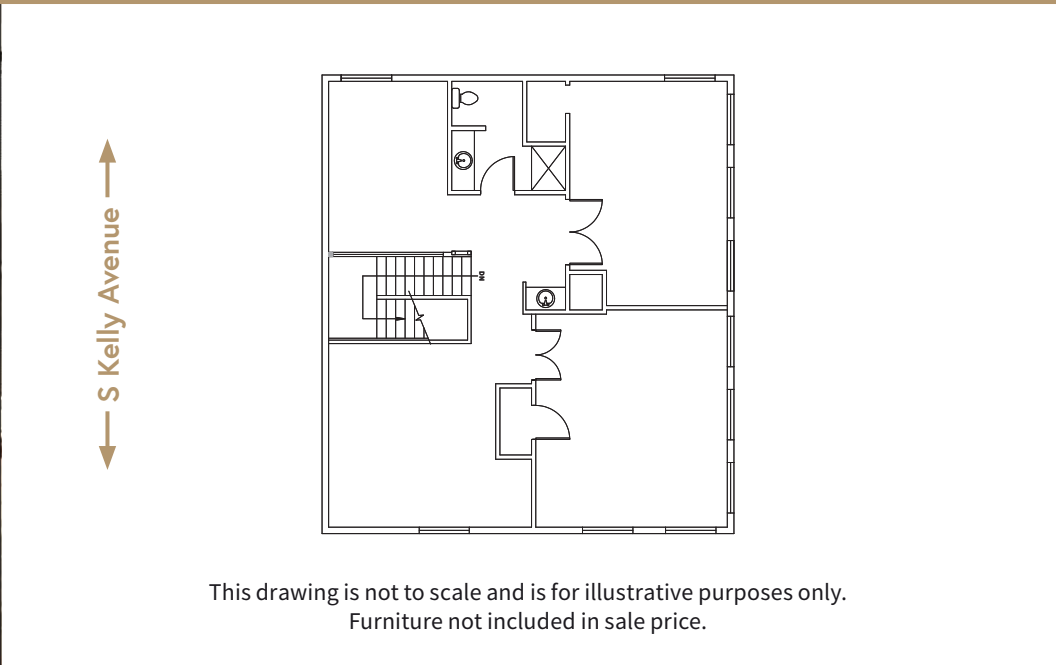 S Kelly Avenue
DN
This drawing is not to scale and is for illustrative purposes only.
Furniture not included in sale price.